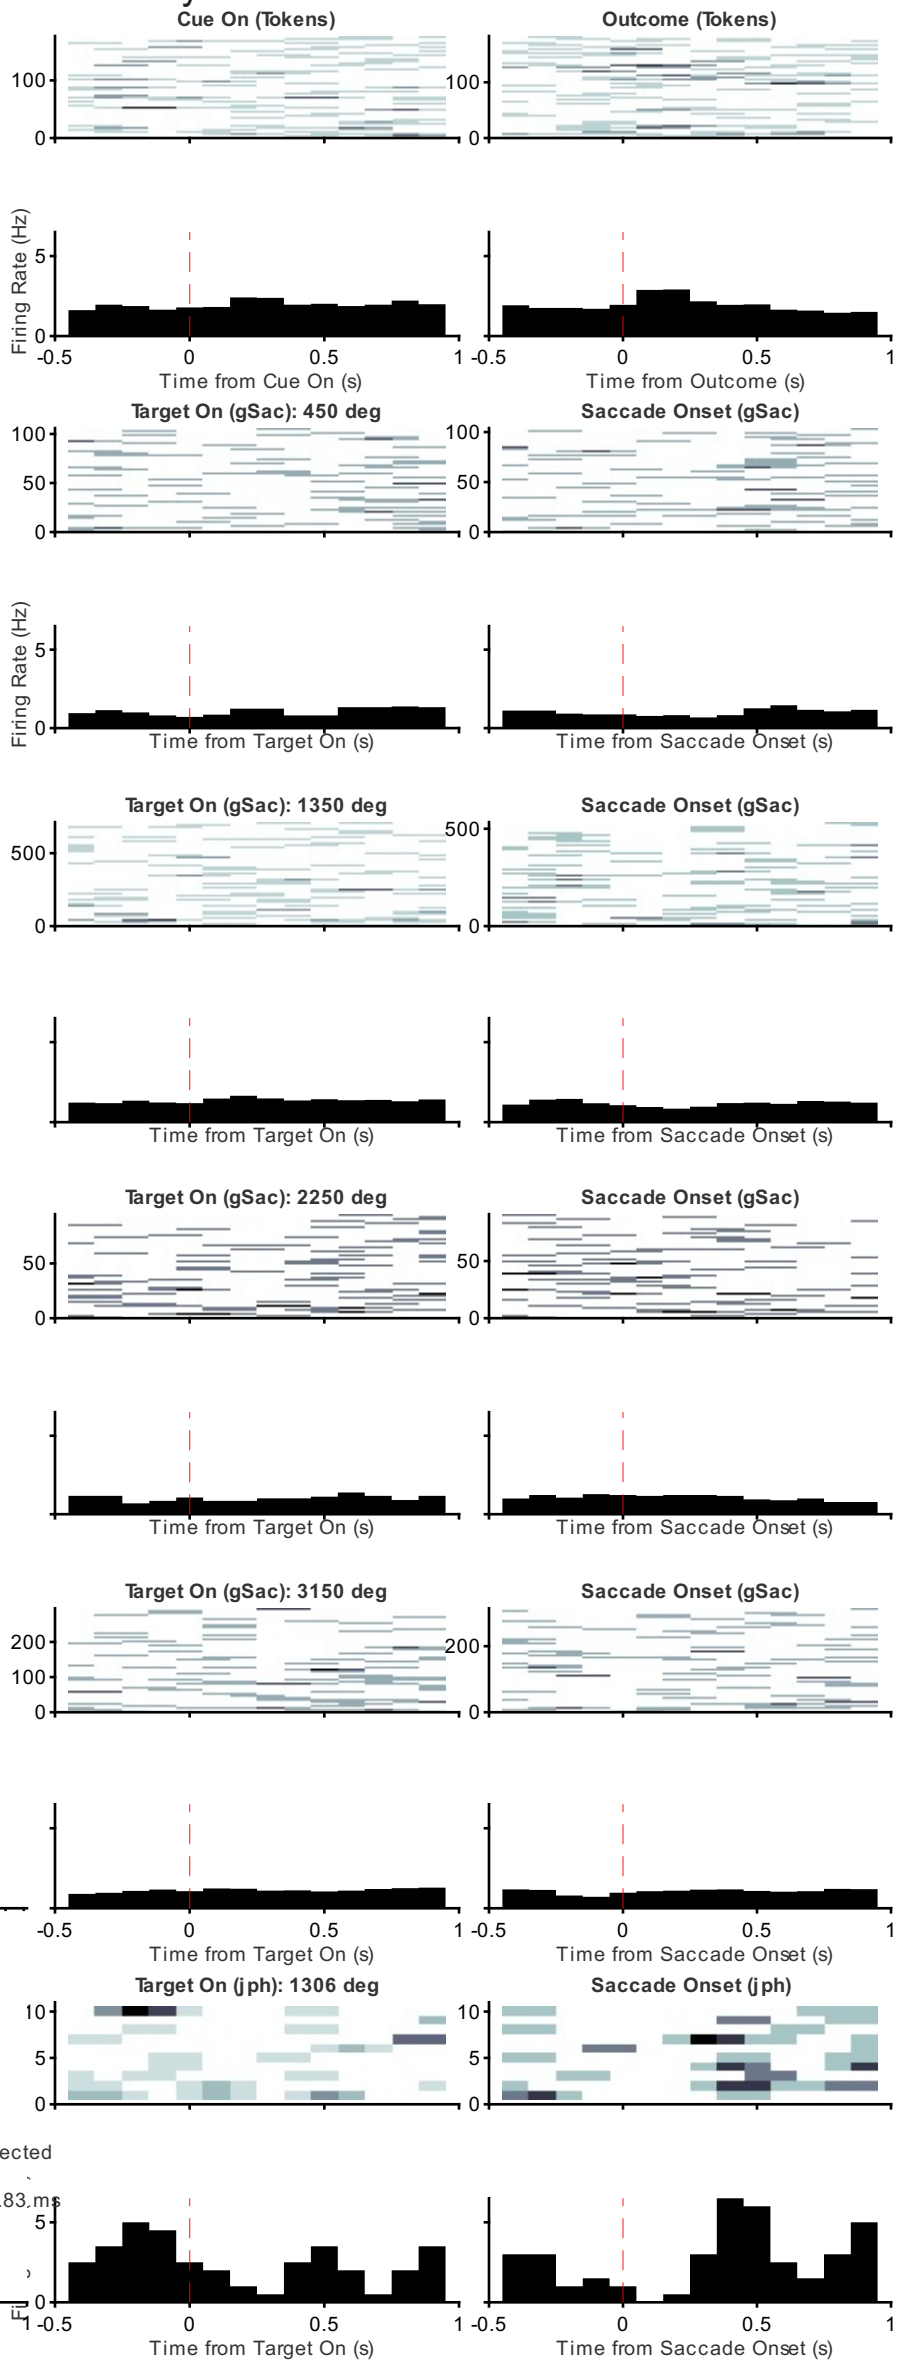 Cue On (Tokens) Outcome (Tokens)
100 100
0 0
Firing Rate (Hz)
5
0
-0.5 0 0.5 1 -0.5 0 0.5 1
Time from Cue On (s) Time from Outcome (s)
Target On (gSac): 450 deg Saccade Onset (gSac)
100 100
50 50
0 0
Firing Rate (Hz)
5
0
Time from Target On (s) Time from Saccade Onset (s)
Target On (gSac): 1350 deg Saccade Onset (gSac)
500 500
0 0
Time from Target On (s) Time from Saccade Onset (s)
Target On (gSac): 2250 deg Saccade Onset (gSac)
50 50
0 0
Time from Target On (s) Time from Saccade Onset (s)
Target On (gSac): 3150 deg Saccade Onset (gSac)
200 200
100
0 0
-0.5 0 0.5 1 -0.5 0 0.5 1
Time from Target On (s) Time from Saccade Onset (s)
Target On (jph): 1306 deg Saccade Onset (jph)
10 10
5 5
0 0
ected
.83 ms
5
0
Fi
1 -0.5 0 0.5 1 -0.5 0 0.5 1
Time from Target On (s) Time from Saccade Onset (s)